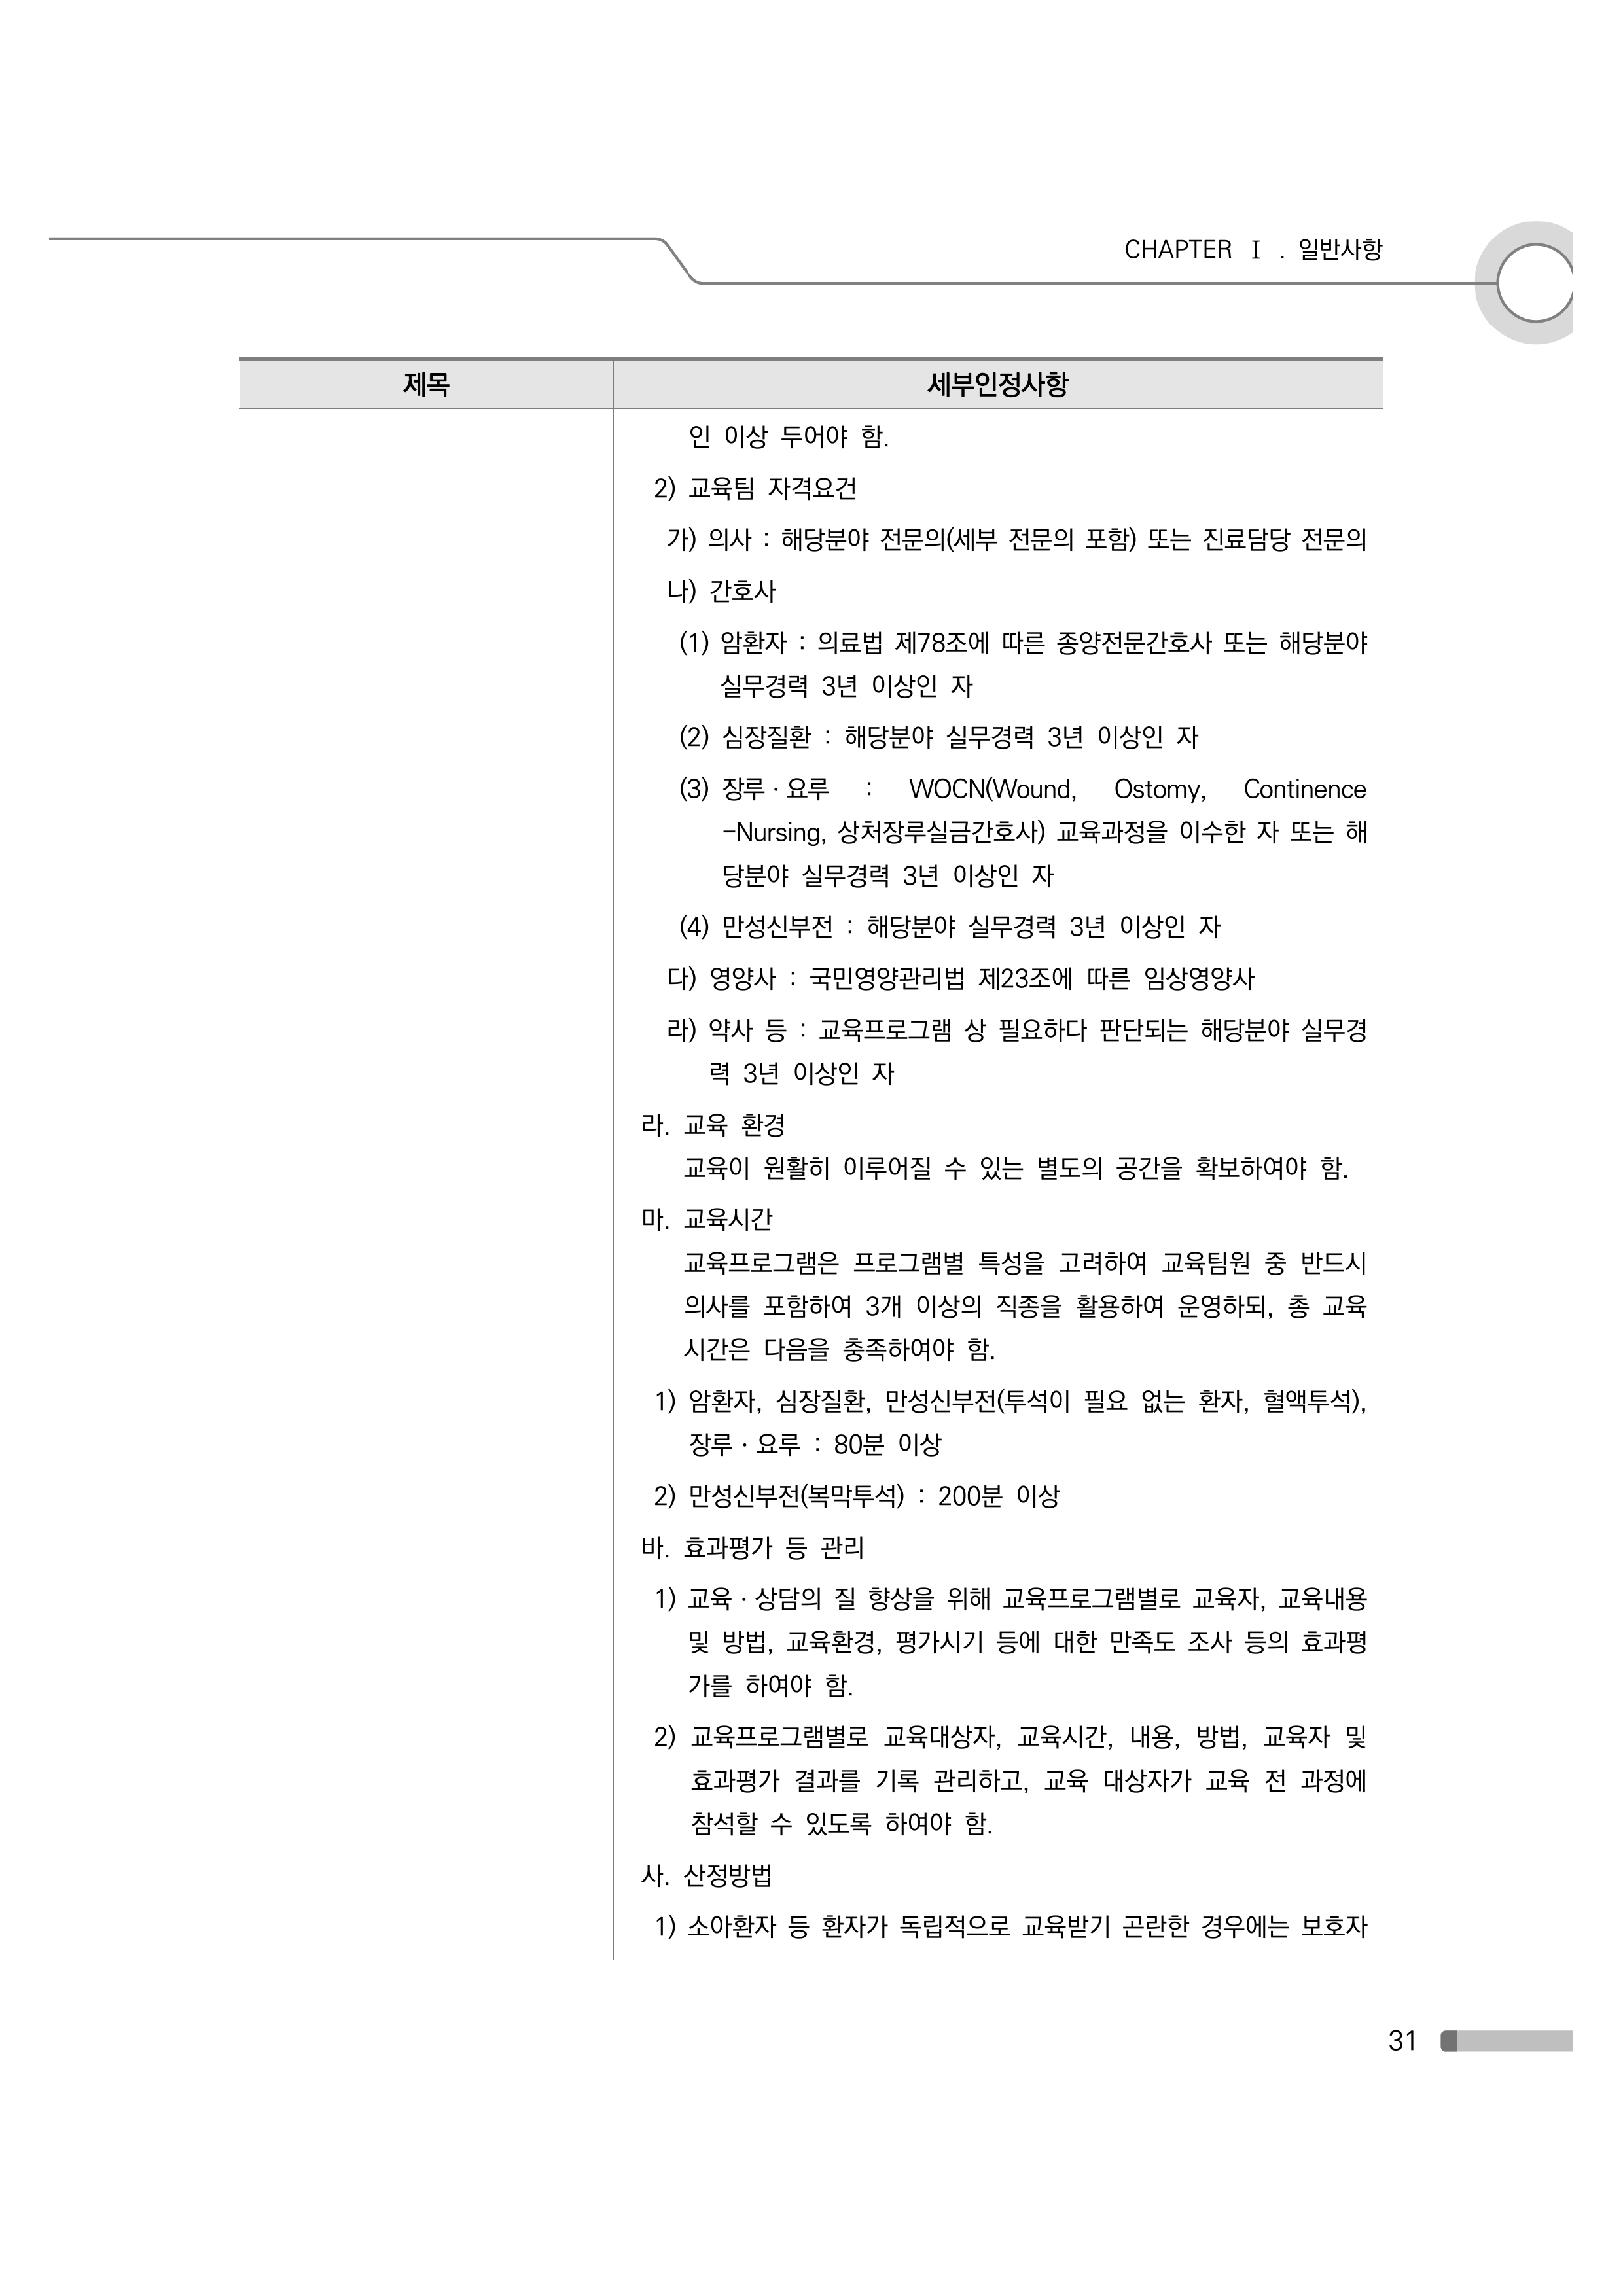 CHAPTER Ⅰ . 일반사항
제목
세부인정사항
인 이상 두어야 함.
2) 교육팀 자격요건
가) 의사 : 해당분야 전문의(세부 전문의 포함) 또는 진료담당 전문의
나) 간호사
(1) 암환자 : 의료법 제78조에 따른 종양전문간호사 또는 해당분야
실무경력 3년 이상인 자
(2) 심장질환 : 해당분야 실무경력 3년 이상인 자
(3) 장루·요루 : WOCN(Wound, Ostomy, Continence
-Nursing, 상처장루실금간호사) 교육과정을 이수한 자 또는 해
당분야 실무경력 3년 이상인 자
(4) 만성신부전 : 해당분야 실무경력 3년 이상인 자
다) 영양사 : 국민영양관리법 제23조에 따른 임상영양사
라) 약사 등 : 교육프로그램 상 필요하다 판단되는 해당분야 실무경
력 3년 이상인 자
라. 교육 환경
교육이 원활히 이루어질 수 있는 별도의 공간을 확보하여야 함.
마. 교육시간
교육프로그램은 프로그램별 특성을 고려하여 교육팀원 중 반드시
의사를 포함하여 3개 이상의 직종을 활용하여 운영하되, 총 교육
시간은 다음을 충족하여야 함.
1) 암환자, 심장질환, 만성신부전(투석이 필요 없는 환자, 혈액투석),
장루·요루 : 80분 이상
2) 만성신부전(복막투석) : 200분 이상
바. 효과평가 등 관리
1) 교육·상담의 질 향상을 위해 교육프로그램별로 교육자, 교육내용
및 방법, 교육환경, 평가시기 등에 대한 만족도 조사 등의 효과평
가를 하여야 함.
2) 교육프로그램별로 교육대상자, 교육시간, 내용, 방법, 교육자 및
효과평가 결과를 기록 관리하고, 교육 대상자가 교육 전 과정에
참석할 수 있도록 하여야 함.
사. 산정방법
1) 소아환자 등 환자가 독립적으로 교육받기 곤란한 경우에는 보호자
31